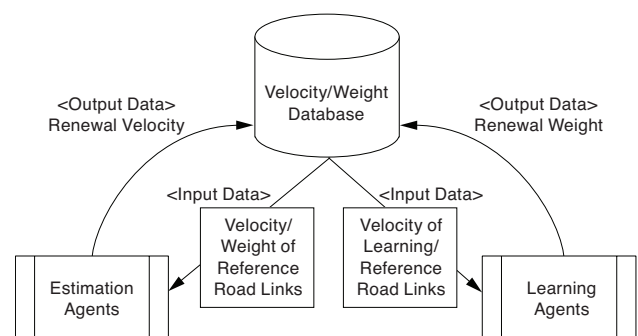 Velocity/Weight
Database
<Output Data>
Renewal Velocity
<Output Data>
Renewal Weight
<Input Data>
<Input Data>
Velocity/
Weight of
Reference
Road Links
Velocity of
Learning/
Reference
Road Links
Estimation
Agents
Learning
Agents